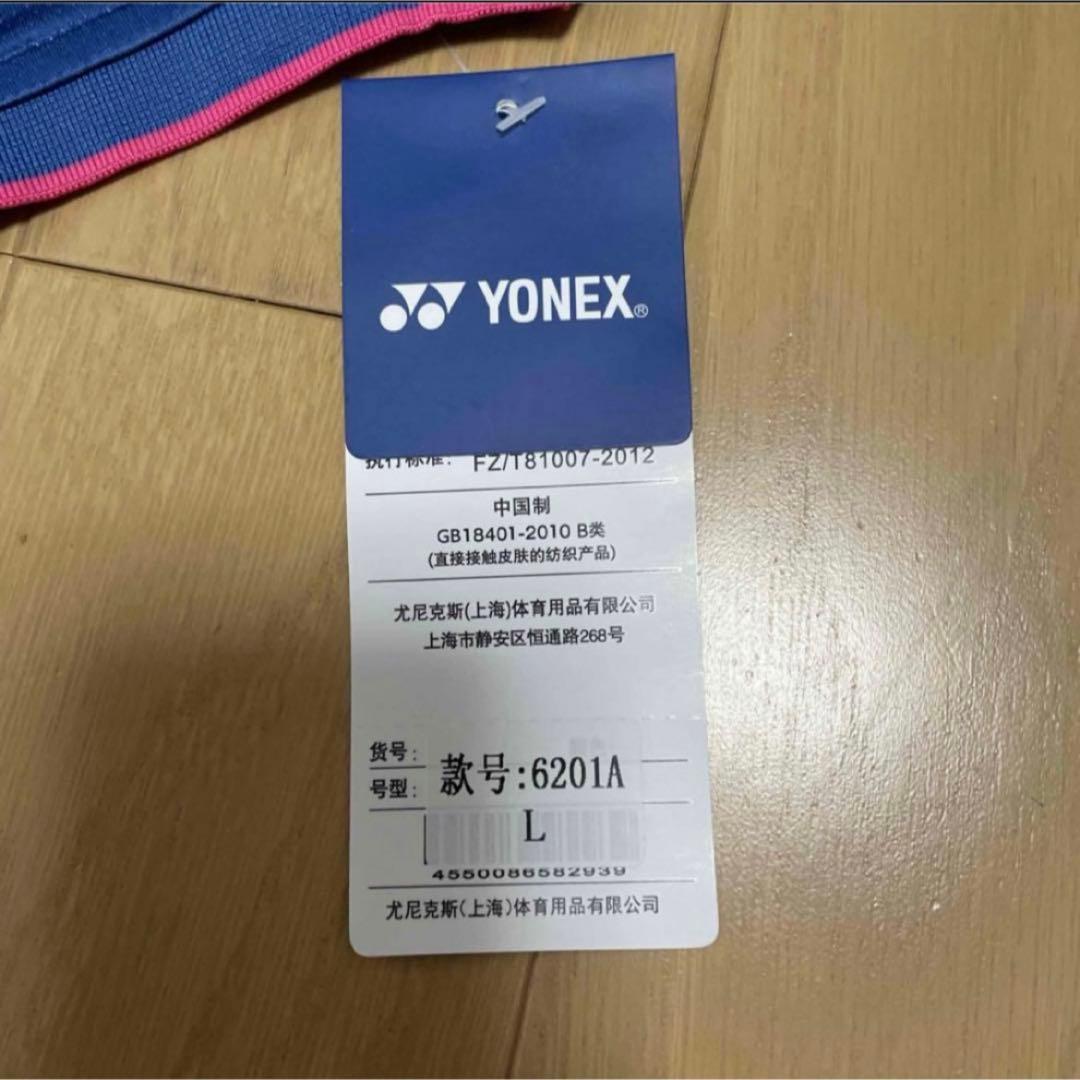 YONEX®
执行标准: FZ/T81007-2012
中国制
GB18401-2010 B类
(直接接触皮肤的纺织产品)
尤尼克斯(上海)体育用品有限公司
上海市静安区恒通路268号
货号:
号型:
款号:6201A
L
4550086582939
尤尼克斯(上海)体育用品有限公司